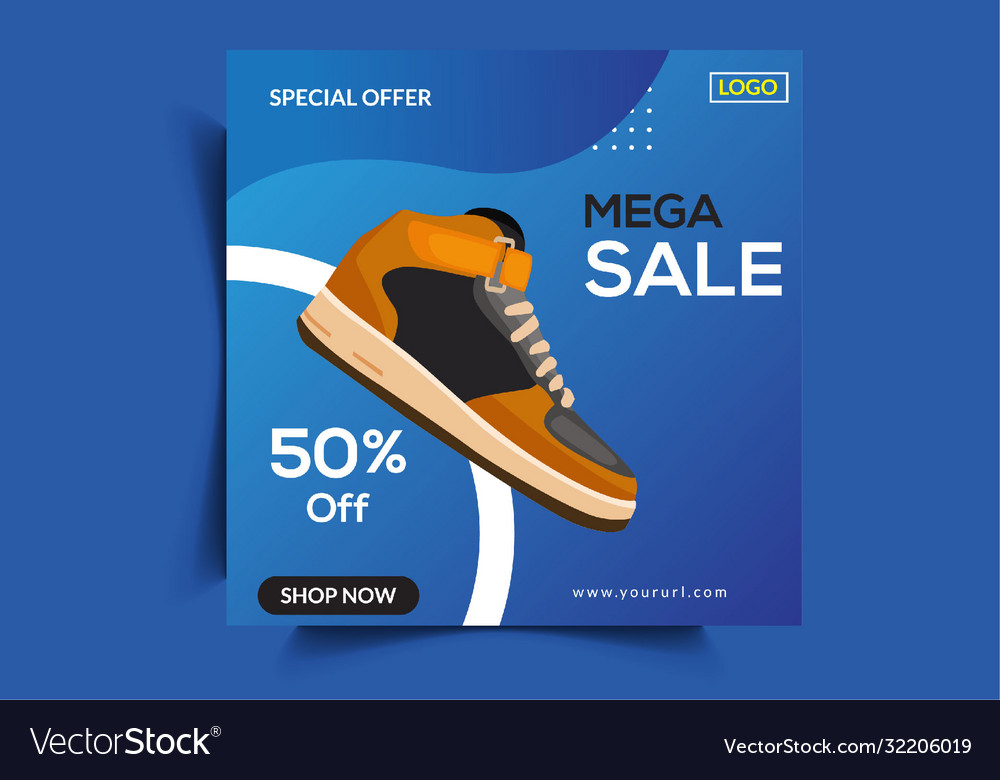 SPECIAL OFFER
LOGO
MEGA
SALE
50%
Off
SHOP NOW
www.yoururl.com
VectorStock®
VectorStock.com/32206019